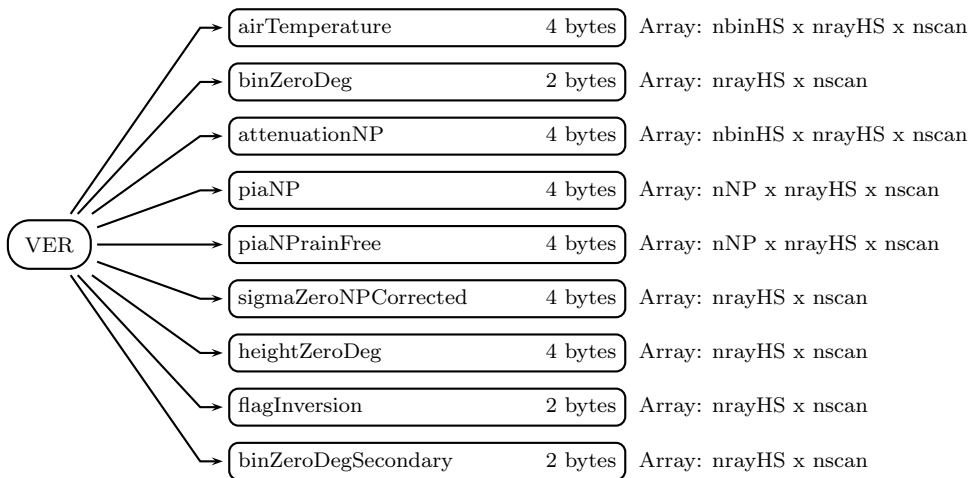 airTemperature 4 bytes Array: nbinHS x nrayHS x nscan
binZeroDeg 2 bytes Array: nrayHS x nscan
attenuationNP 4 bytes Array: nbinHS x nrayHS x nscan
piaNP 4 bytes Array: nNP x nrayHS x nscan
VER
piaNPrainFree 4 bytes Array: nNP x nrayHS x nscan
sigmaZeroNPCorrected 4 bytes Array: nrayHS x nscan
heightZeroDeg 4 bytes Array: nrayHS x nscan
flagInversion 2 bytes Array: nrayHS x nscan
binZeroDegSecondary 2 bytes Array: nrayHS x nscan